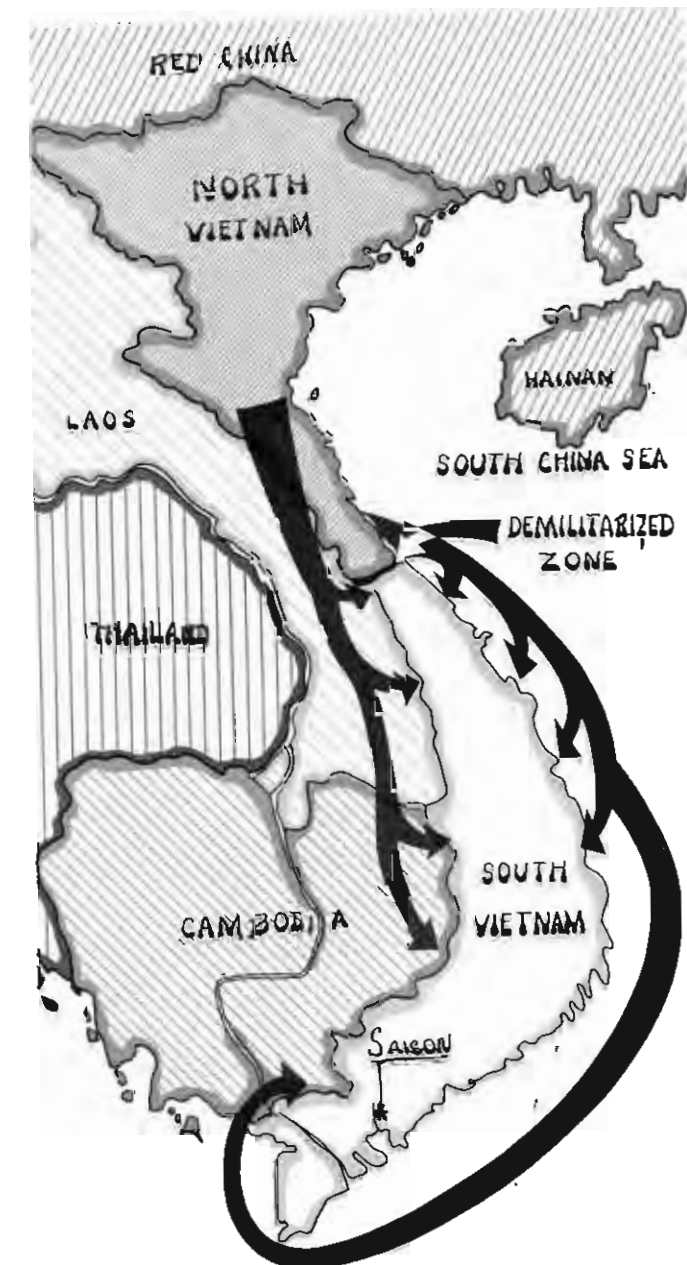 RED CHINA
NORTH
VIETNAM
HAINAN
LAOS
SOUTH CHINA SEA
DEMILITARIZED
ZONE
THAILAND
SOUTH
VIETNAM
CAMBODIA
SAIGON